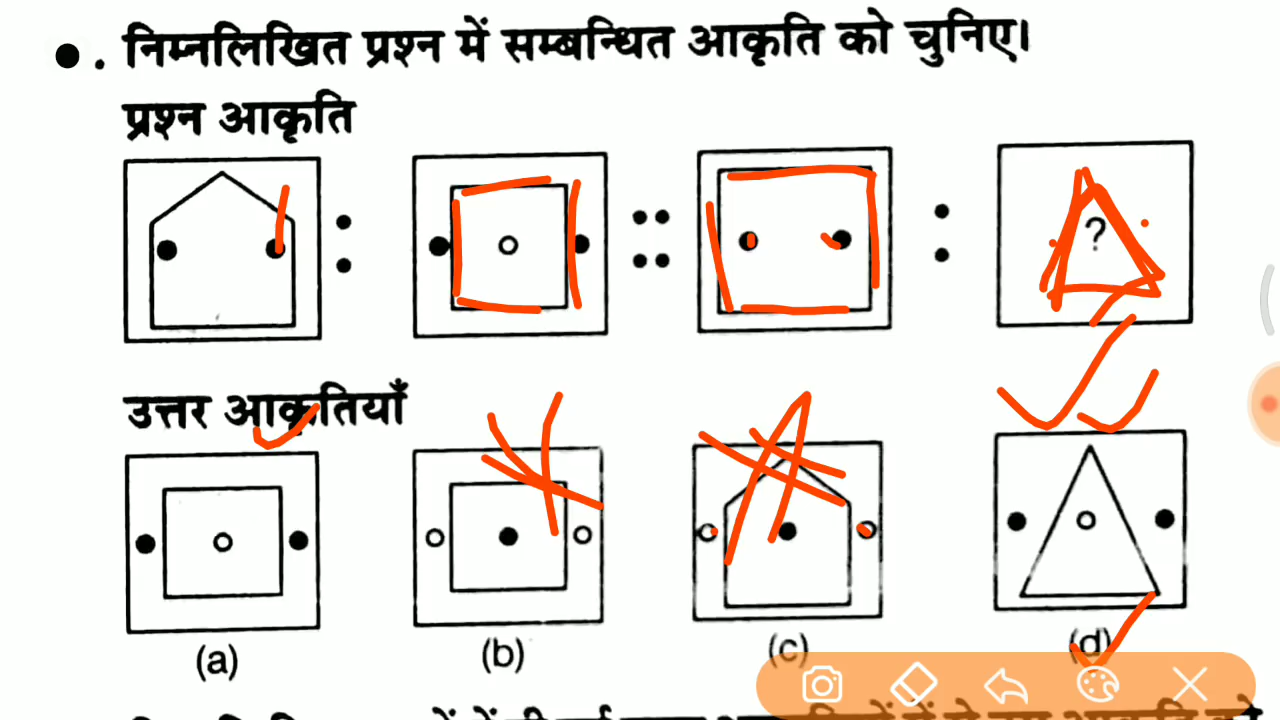 ● . निम्नलिखित प्रश्न में सम्बन्धित आकृति को चुनिए।
प्रश्न आकृति
?
उत्तर आकृतियाँ
(a) (b) (c) (d)